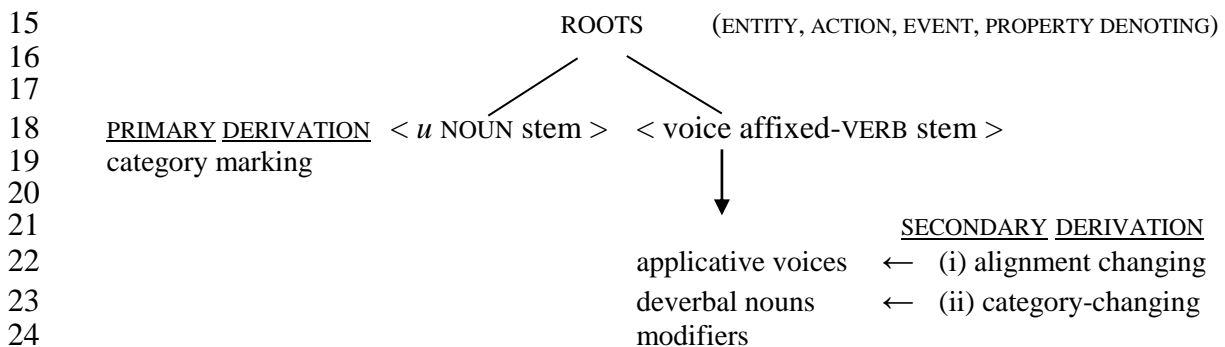 15 ROOTS (ENTITY, ACTION, EVENT, PROPERTY DENOTING)
16
17
18 PRIMARY DERIVATION < u NOUN stem > < voice affixed-VERB stem >
19 category marking
20
21 SECONDARY DERIVATION
22 applicative voices ← (i) alignment changing
23 deverbal nouns ← (ii) category-changing
24 modifiers